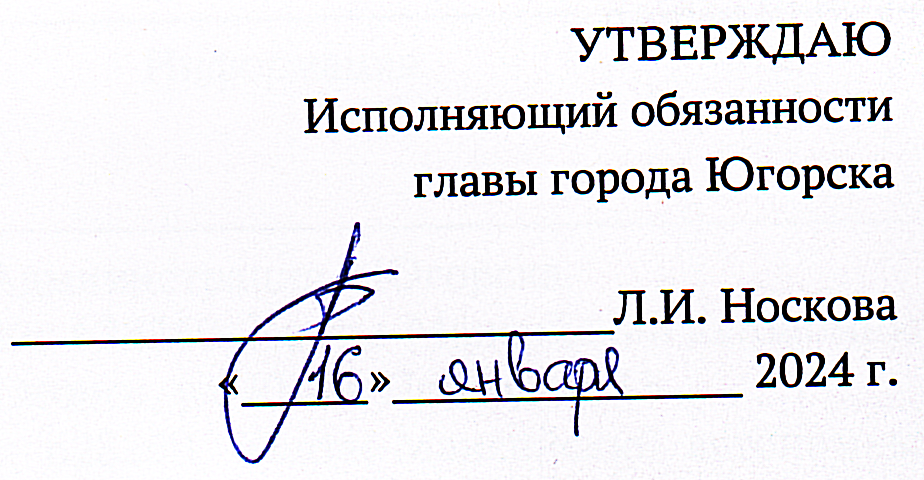 УТВЕРЖДАЮ
Исполняющий обязанности
главы города Югорска
Л.И. Носкова
«16» января 2024 г.